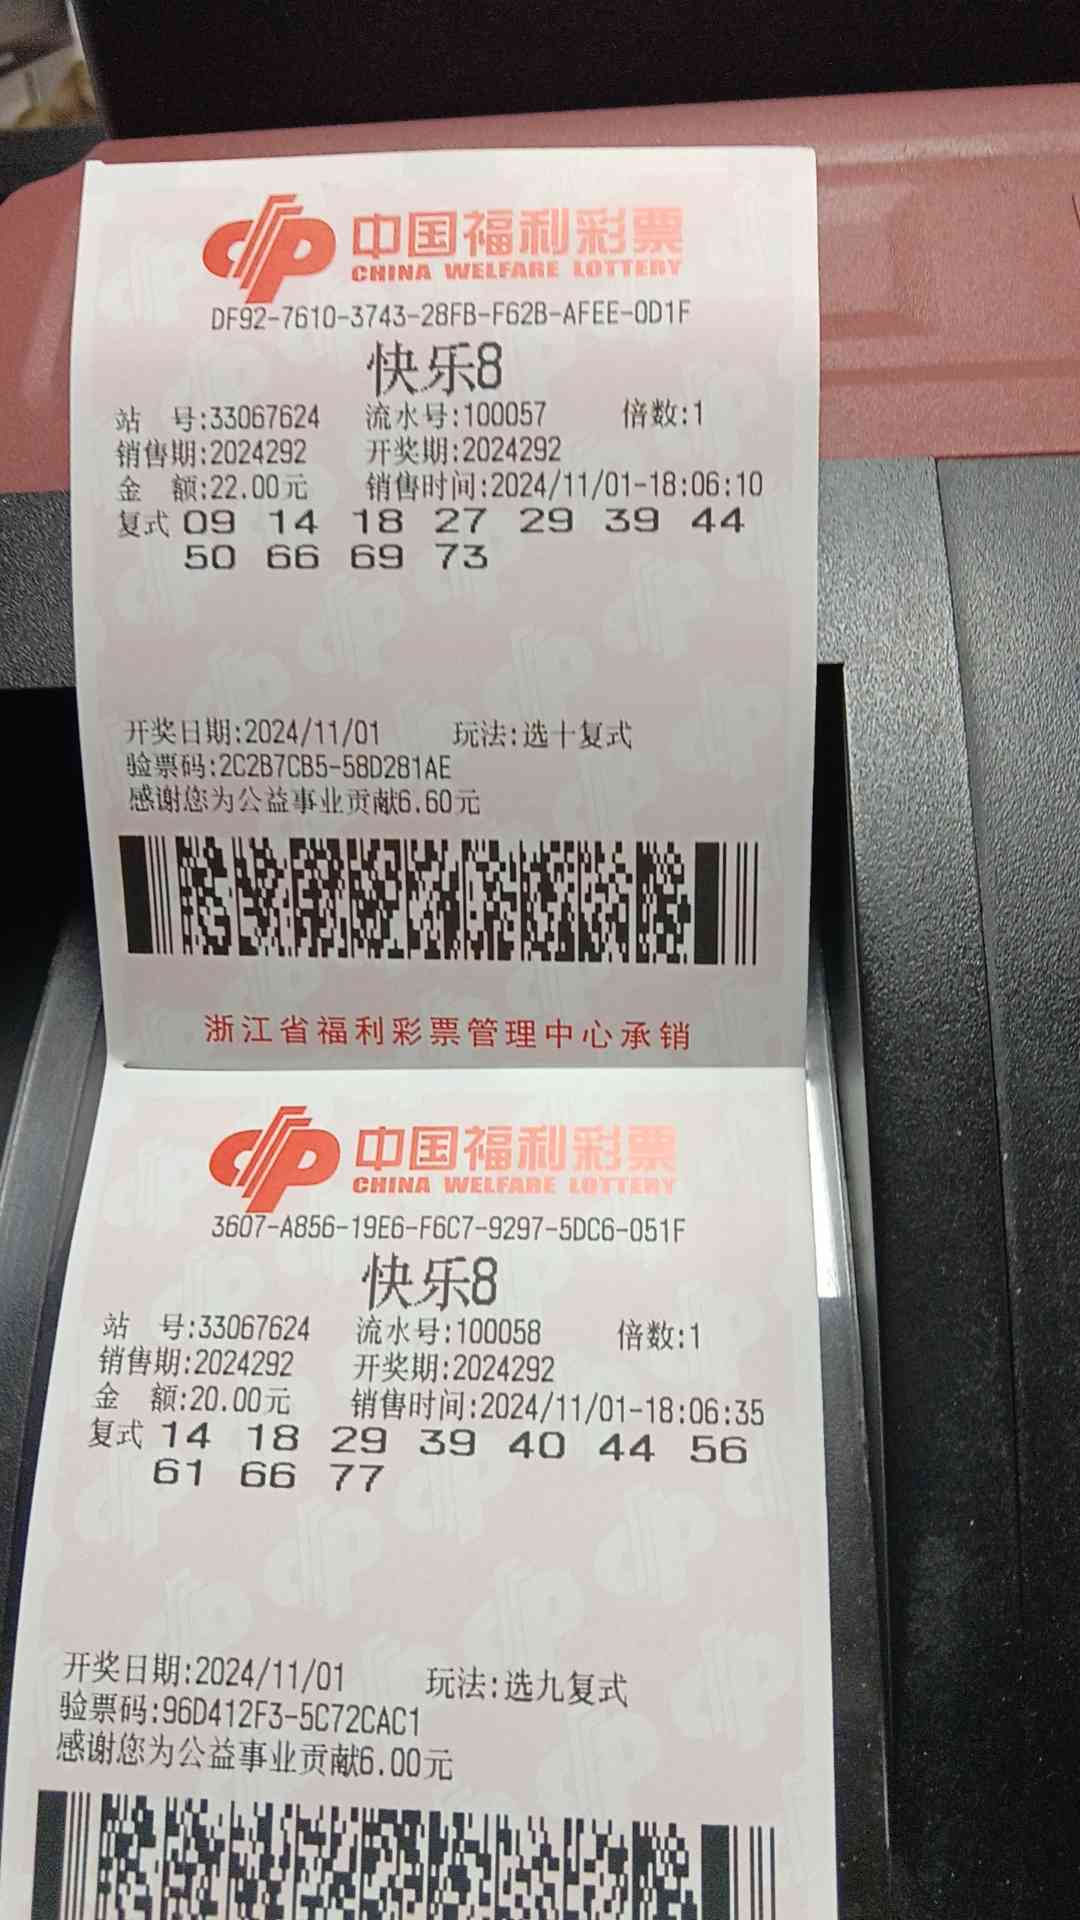 中国福利彩票
CHINA WELFARE LOTTERY
DF92-7610-3743-28FB-F62B-AFEE-0D1F
快乐8
站 号:33067624 流水号:100057 倍数:1
销售期:2024292 开奖期:2024292
金 额:22.00元 销售时间:2024/11/01-18:06:10
复式 09 14 18 27 29 39 44
50 66 69 73
开奖日期:2024/11/01 玩法:选十复式
验票码:2C2B7CB5-58D281AE
感谢您为公益事业贡献6.60元
浙江省福利彩票管理中心承销
中国福利彩票
CHINA WELFARE LOTTERY
3607-A856-19E6-F6C7-9297-5DC6-051F
快乐8
站 号:33067624 流水号:100058 倍数:1
销售期:2024292 开奖期:2024292
金 额:20.00元 销售时间:2024/11/01-18:06:35
复式 14 18 29 39 40 44 56
61 66 77
开奖日期:2024/11/01 玩法:选九复式
验票码:96D412F3-5C72CAC1
感谢您为公益事业贡献6.00元